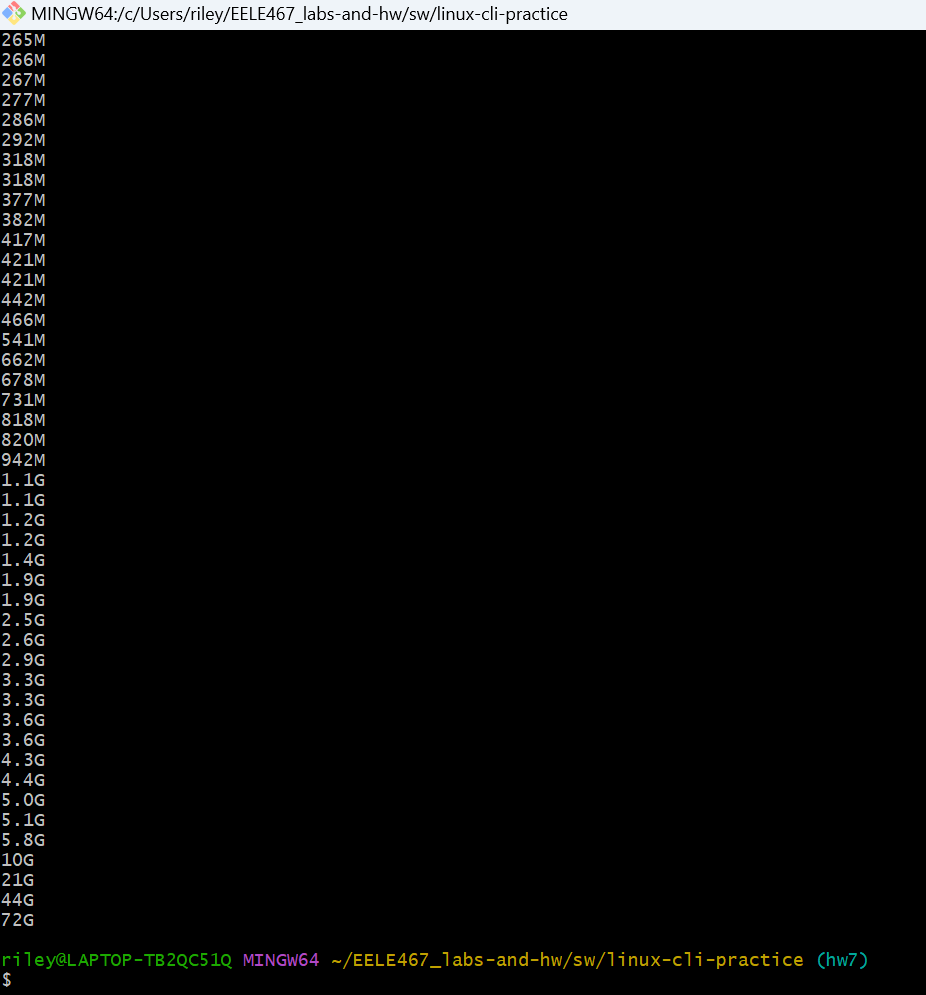 MINGW64:/c/Users/riley/EELE467_labs-and-hw/sw/linux-cli-practice
265M
266M
267M
277M
286M
292M
318M
318M
377M
382M
417M
421M
421M
442M
466M
541M
662M
678M
731M
818M
820M
942M
1.1G
1.1G
1.2G
1.2G
1.4G
1.9G
1.9G
2.5G
2.6G
2.9G
3.3G
3.3G
3.6G
3.6G
4.3G
4.4G
5.0G
5.1G
5.8G
10G
21G
44G
72G
riley@LAPTOP-TB2QC51Q MINGW64 ~/EELE467_labs-and-hw/sw/linux-cli-practice (hw7)
$